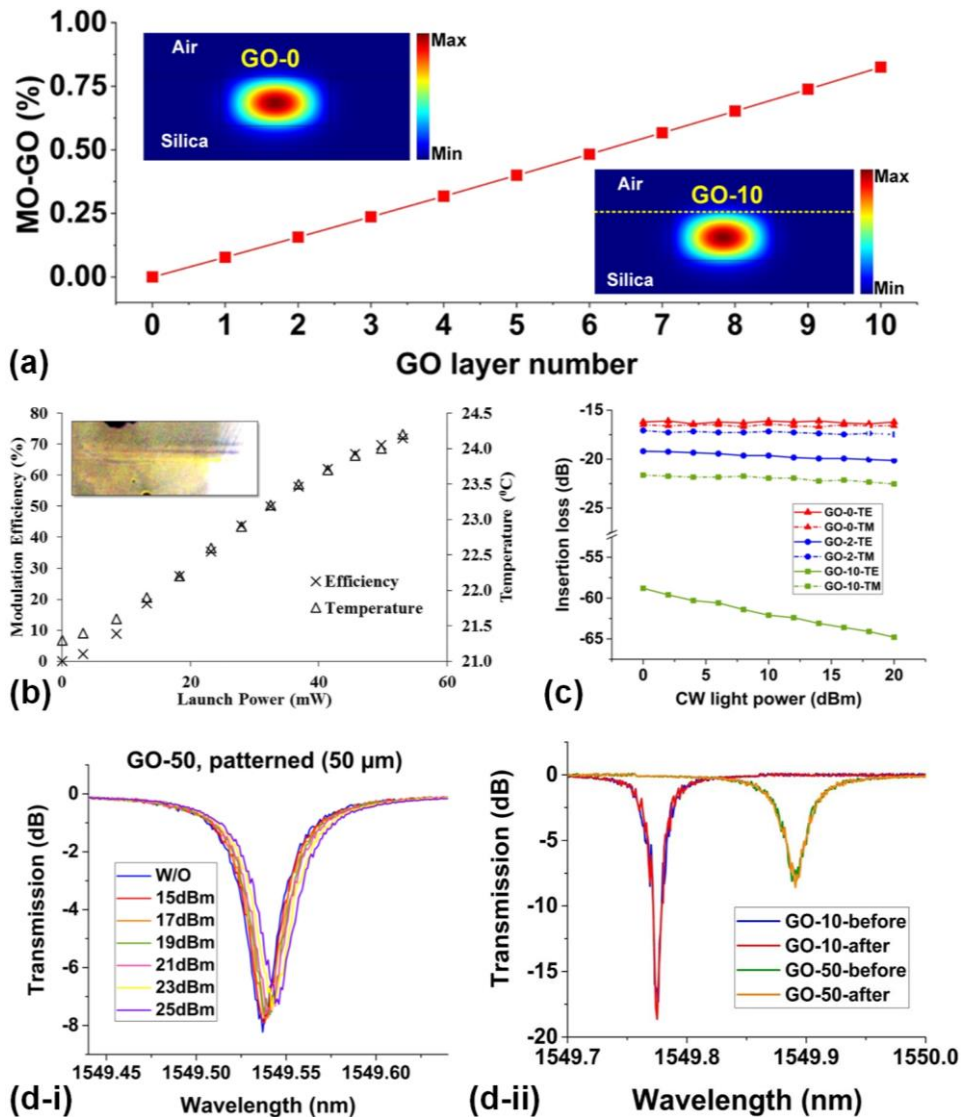 1.00
0.75
0.50
0.25
0.00
MO-GO (%)
Air
GO-0
Silica
Max
Min
Air
GO-10
Silica
Max
Min
0 1 2 3 4 5 6 7 8 9 10
GO layer number
(a)
80
70
60
50
40
30
20
10
0
Modulation Efficiency (%)
24.5
24.0
23.5
23.0
22.5
22.0
21.5
21.0
Temperature (⁰C)
×Efficiency
△Temperature
0 20 40 60
Launch Power (mW)
(b)
-15
-20
-25
-55
-60
-65
Insertion loss (dB)
GO-0-TE
GO-0-TM
GO-2-TE
GO-2-TM
GO-10-TE
GO-10-TM
0 5 10 15 20
CW light power (dBm)
(c)
GO-50, patterned (50 μm)
0
-2
-4
-6
-8
Transmission (dB)
W/O
15dBm
17dBm
19dBm
21dBm
23dBm
25dBm
1549.45 1549.50 1549.55 1549.60
Wavelength (nm)
(d-i)
0
-5
-10
-15
-20
Transmission (dB)
GO-10-before
GO-10-after
GO-50-before
GO-50-after
1549.7 1549.8 1549.9 1550.0
Wavelength (nm)
(d-ii)